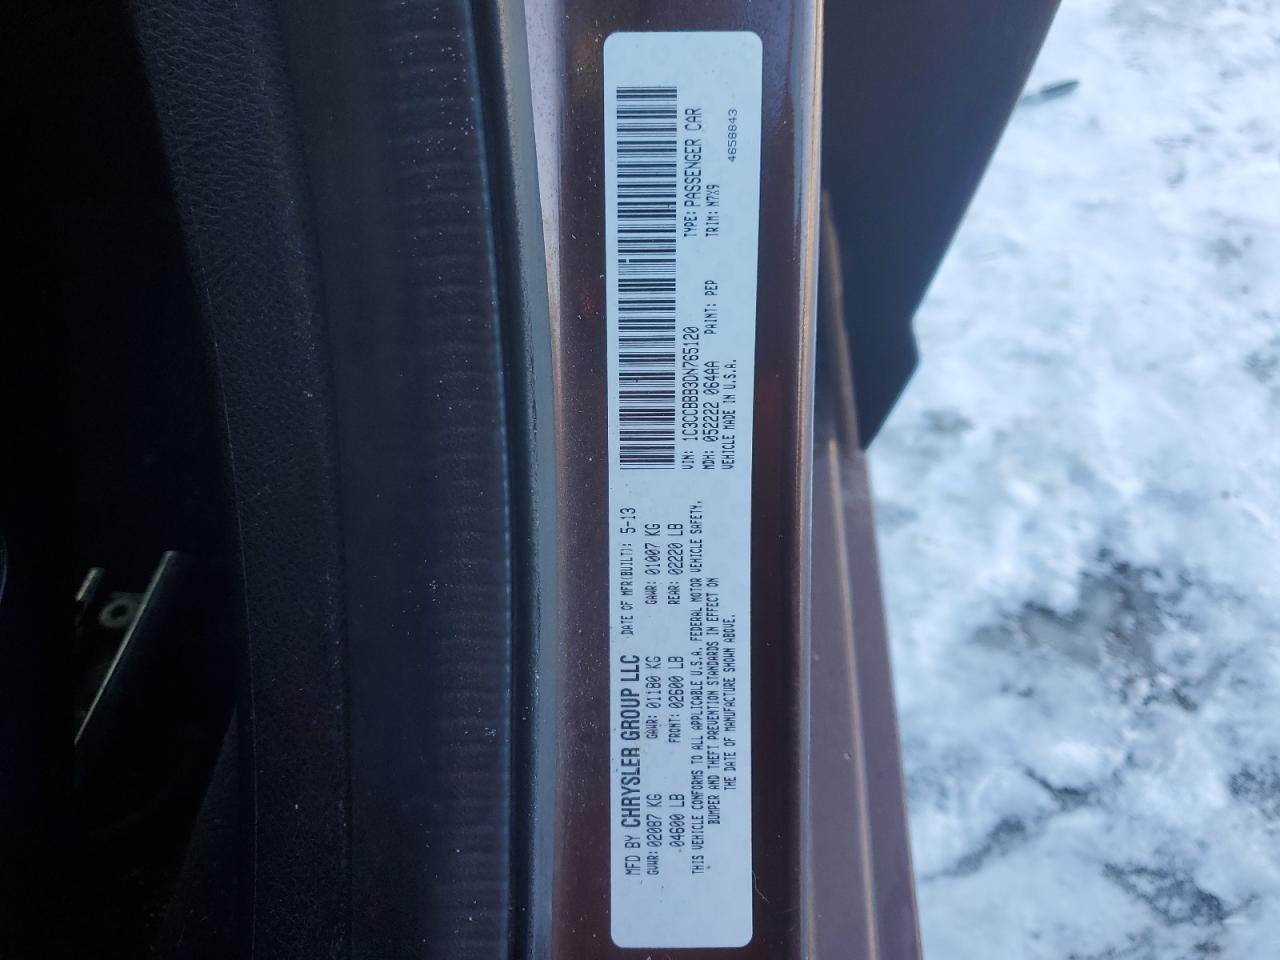 MFD BY CHRYSLER GROUP LLC DATE OF MFR(BUILT): 5-13
GVWR: 02087 KG GAWR: 01180 KG GAWR: 01007 KG
04600 LB FRONT: 02600 LB REAR: 02220 LB
THIS VEHICLE CONFORMS TO ALL APPLICABLE U.S.A. FEDERAL MOTOR VEHICLE SAFETY,
BUMPER AND THEFT PREVENTION STANDARDS IN EFFECT ON
THE DATE OF MANUFACTURE SHOWN ABOVE.
VIN: 1C3CCBBB3DN765120 TYPE: PASSENGER CAR
MDH: 052222 064AA PAINT: PEP TRIM: N7X9
VEHICLE MADE IN U.S.A. 4658843